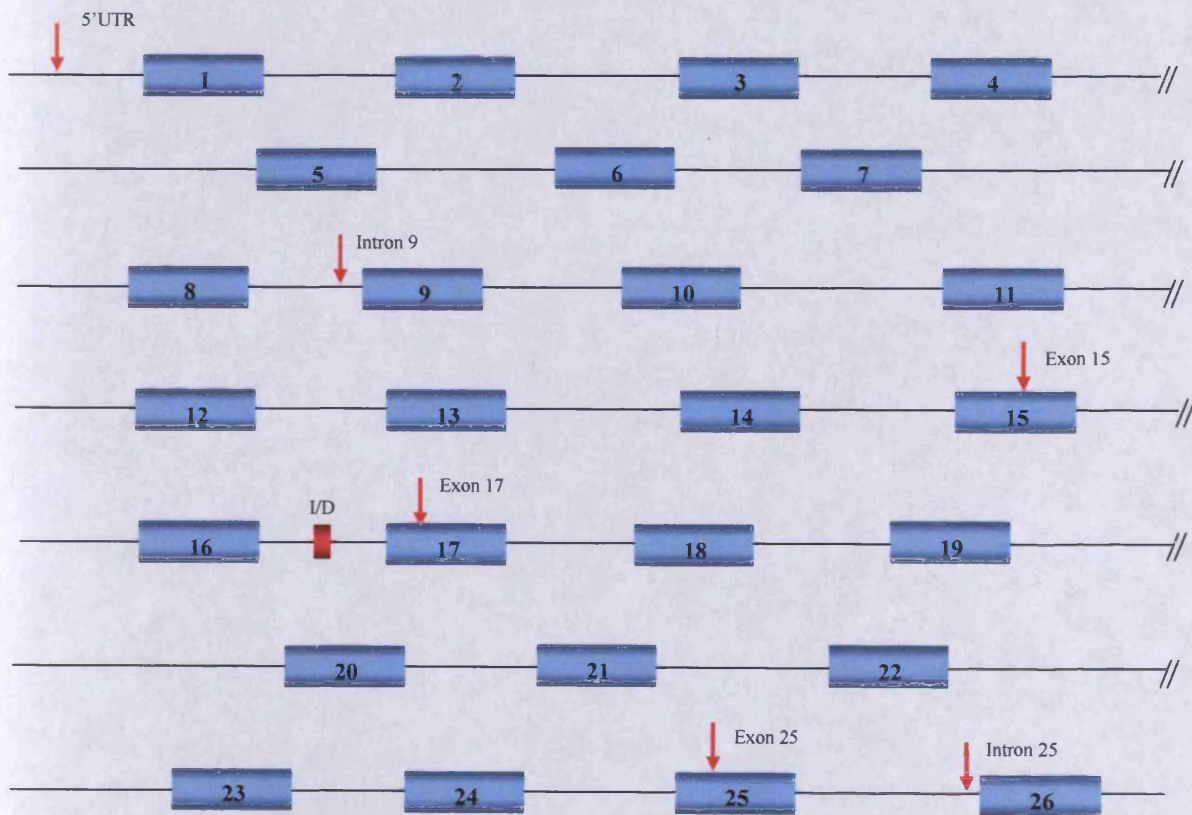 5'UTR
1 2 3 4 //
5 6 7 //
Intron 9
8 9 10 11 //
Exon 15
12 13 14 15 //
Exon 17
I/D
16 17 18 19 //
20 21 22 //
Exon 25 Intron 25
23 24 25 26